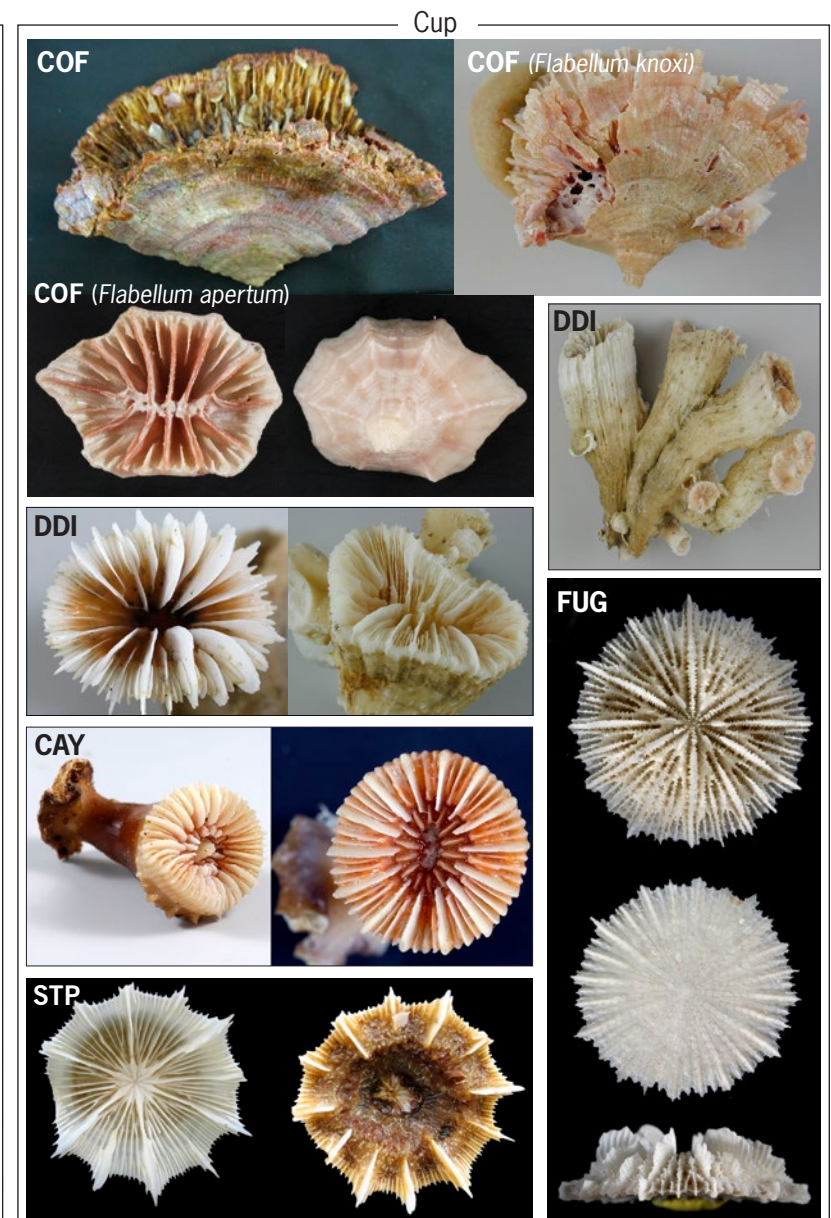 Cup
COF
COF (Flabellum knoxi)
COF (Flabellum apertum)
DDI
DDI
FUG
CAY
STP